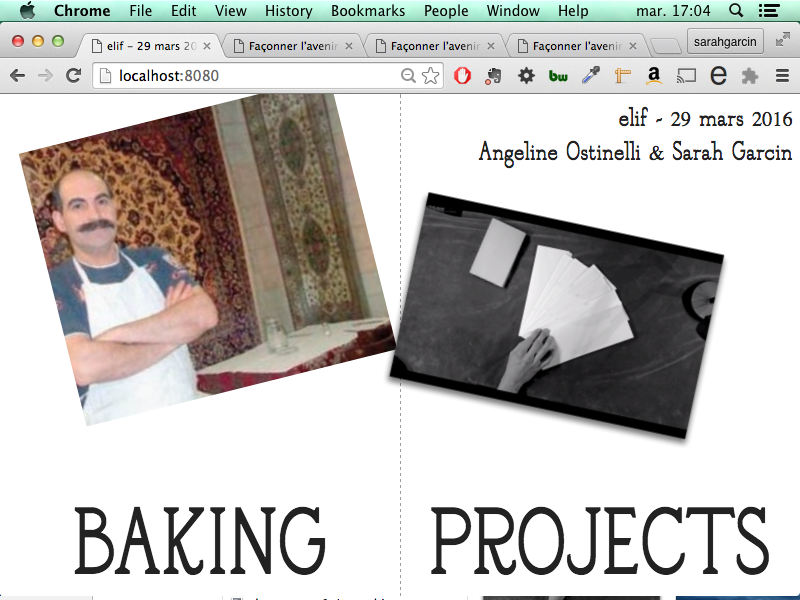 Chrome File Edit View History Bookmarks People Window Help mar. 17:04
elif - 29 mars 20 Façonner l'avenir Façonner l'avenir Façonner l'avenir sarahgarcin
localhost:8080
bw a e
elif - 29 mars 2016
Angeline Ostinelli & Sarah Garcin
BAKING PROJECTS